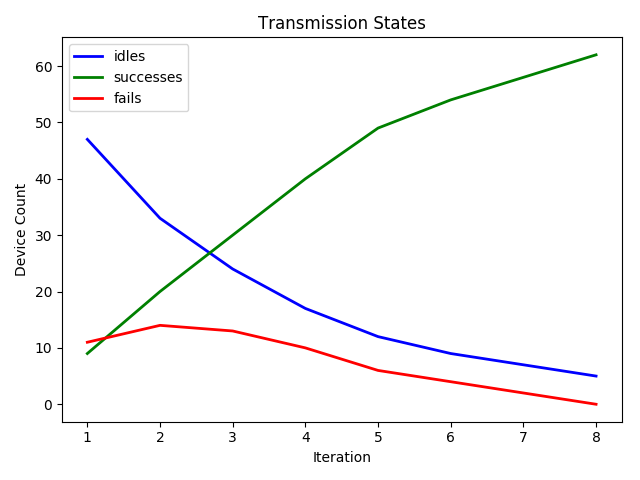 Transmission States
idles
successes
fails
Device Count
60
50
40
30
20
10
0
1 2 3 4 5 6 7 8
Iteration